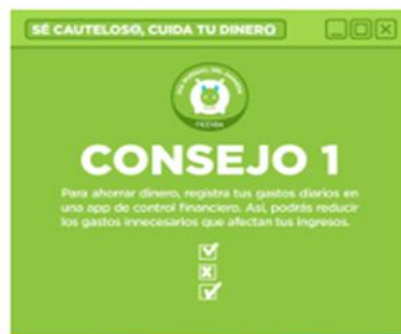 SÉ CAUTELOSO, CUIDA TU DINERO
CONSEJO 1
Para ahorrar dinero, registra tus gastos diarios en
una app de control financiero. Así, podrás reducir
los gastos innecesarios que afectan tus ingresos.